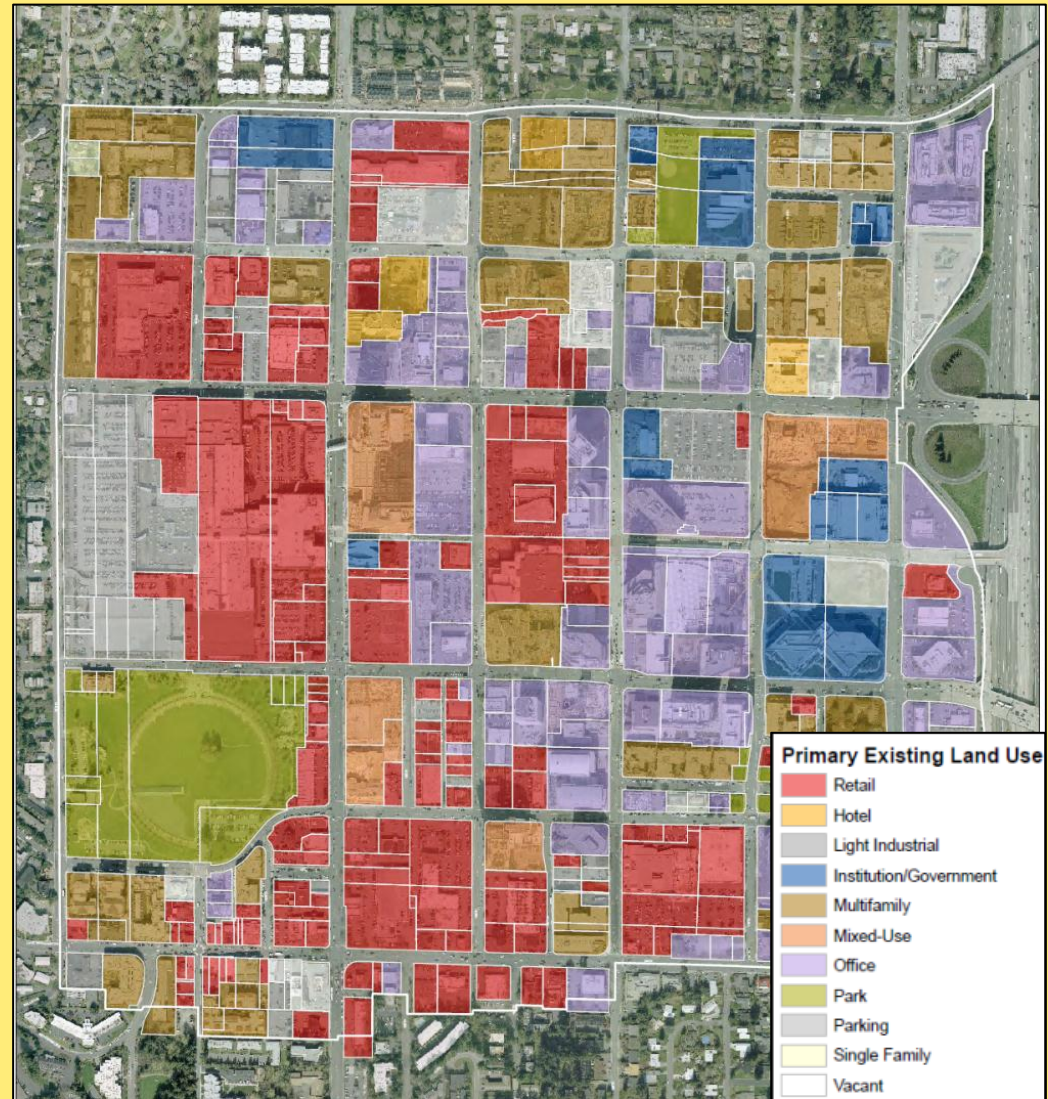 Primary Existing Land Use
Retail
Hotel
Light Industrial
Institution/Government
Multifamily
Mixed-Use
Office
Park
Parking
Single Family
Vacant